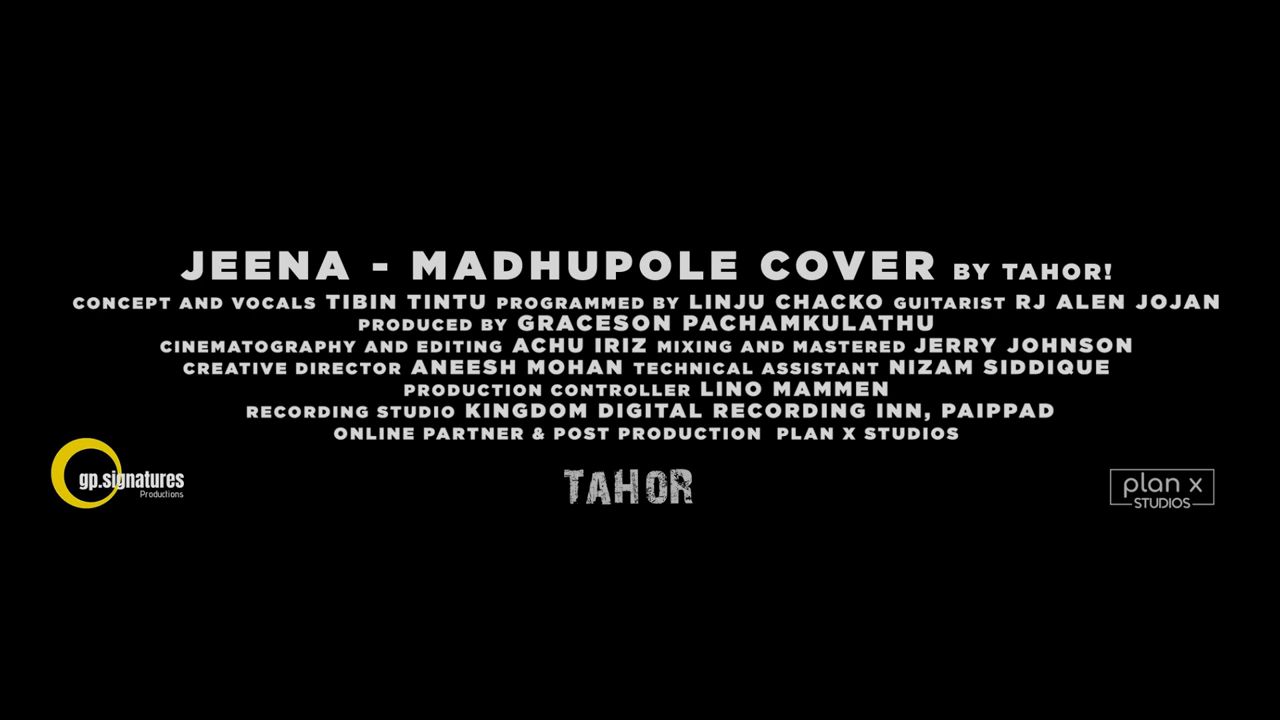 JEENA - MADHUPOLE COVER BY TAHOR!
CONCEPT AND VOCALS TIBIN TINTU PROGRAMMED BY LINJU CHACKO GUITARIST RJ ALEN JOJAN
PRODUCED BY GRACESON PACHAMKULATHU
CINEMATOGRAPHY AND EDITING ACHU IRIZ MIXING AND MASTERED JERRY JOHNSON
CREATIVE DIRECTOR ANEESH MOHAN TECHNICAL ASSISTANT NIZAM SIDDIQUE
PRODUCTION CONTROLLER LINO MAMMEN
RECORDING STUDIO KINGDOM DIGITAL RECORDING INN, PAIPPAD
ONLINE PARTNER & POST PRODUCTION PLAN X STUDIOS
gp.signatures
Productions
TAHOR
plan x
STUDIOS